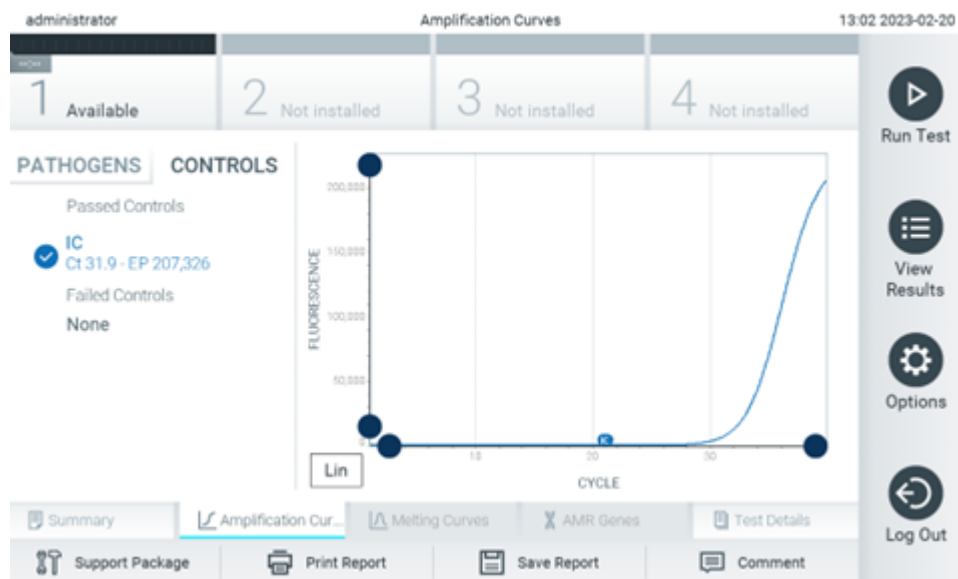 administrator
Amplification Curves
13:02 2023-02-20
1 Available
2 Not installed
3 Not installed
4 Not installed
Run Test
PATHOGENS
CONTROLS
Passed Controls
IC
Ct 31.9 - EP 207,326
Failed Controls
None
FLUORESCENCE
200,000
150,000
100,000
50,000
0
10
20
30
IC
CYCLE
Lin
View
Results
Options
Log Out
Summary
Amplification Cur...
Melting Curves
AMR Genes
Test Details
Support Package
Print Report
Save Report
Comment